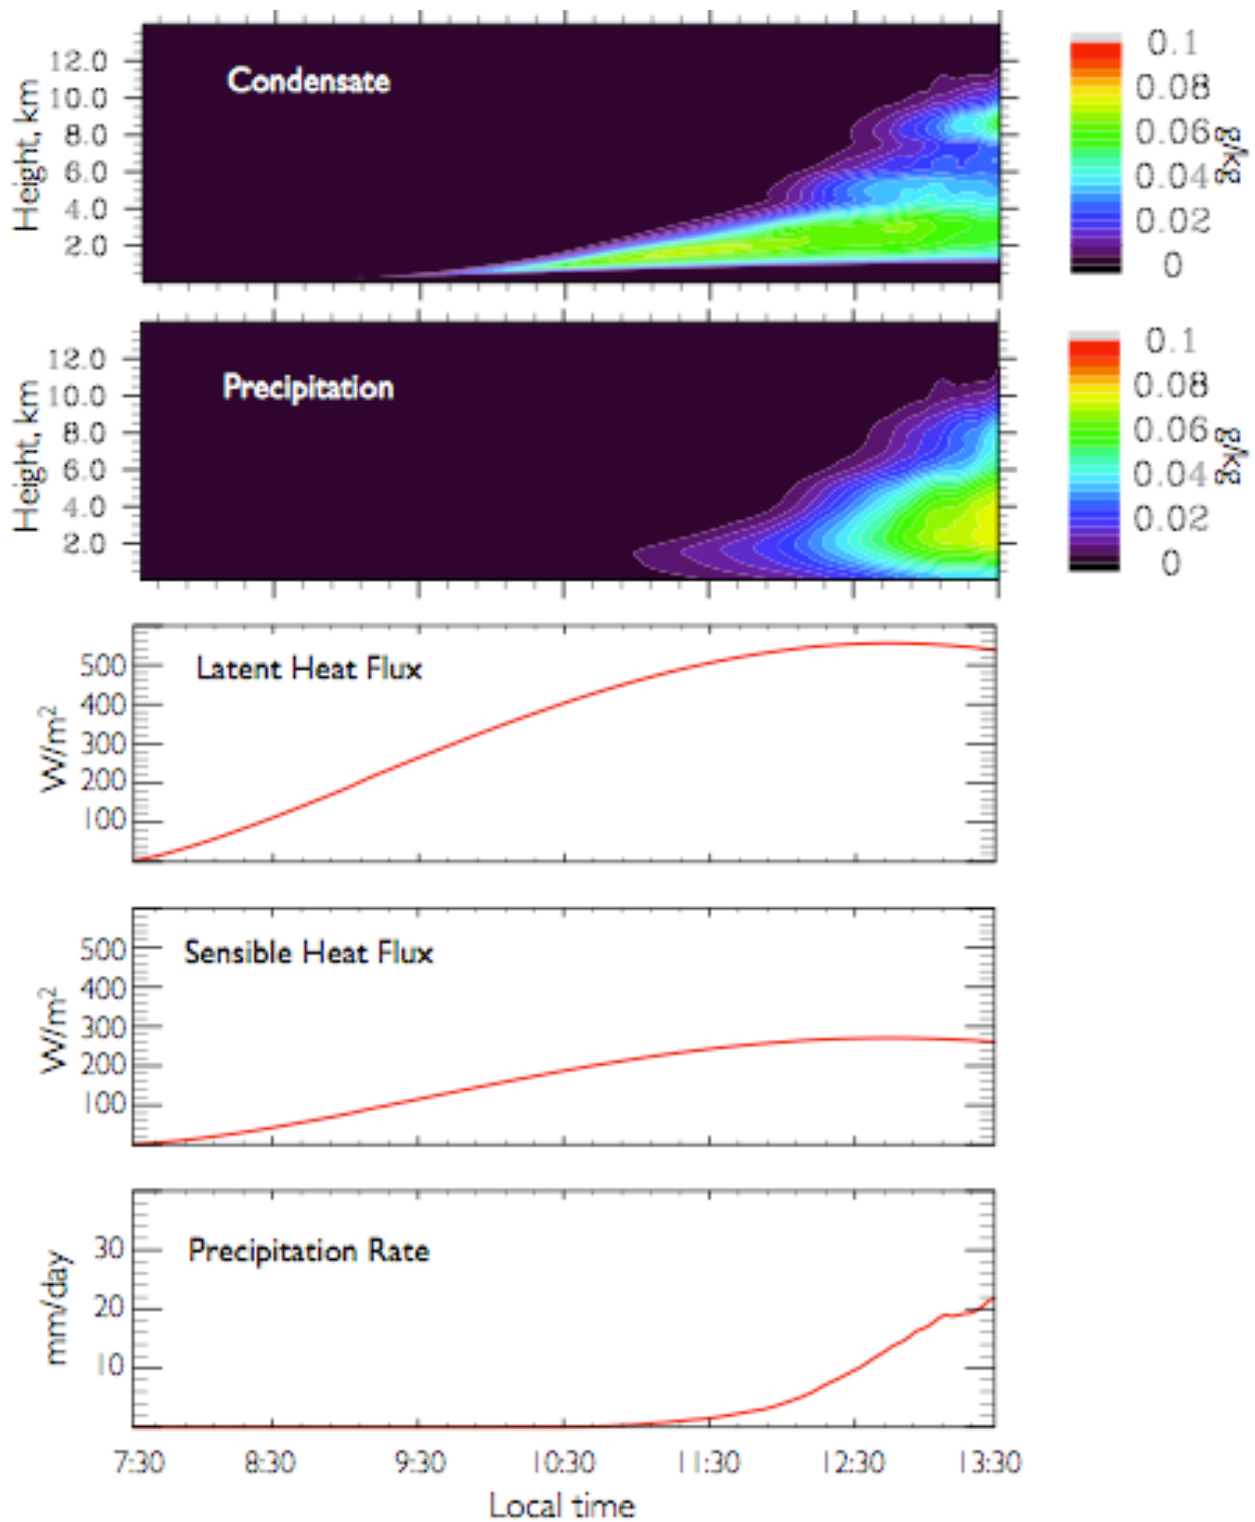 Condensate
Height, km
12.0
10.0
8.0
6.0
4.0
2.0
0.1
0.08
0.06
0.04
0.02
0
g/kg
Precipitation
Height, km
12.0
10.0
8.0
6.0
4.0
2.0
0.1
0.08
0.06
0.04
0.02
0
g/kg
Latent Heat Flux
W/m²
500
400
300
200
100
Sensible Heat Flux
W/m²
500
400
300
200
100
Precipitation Rate
mm/day
30
20
10
7:30 8:30 9:30 10:30 11:30 12:30 13:30
Local time